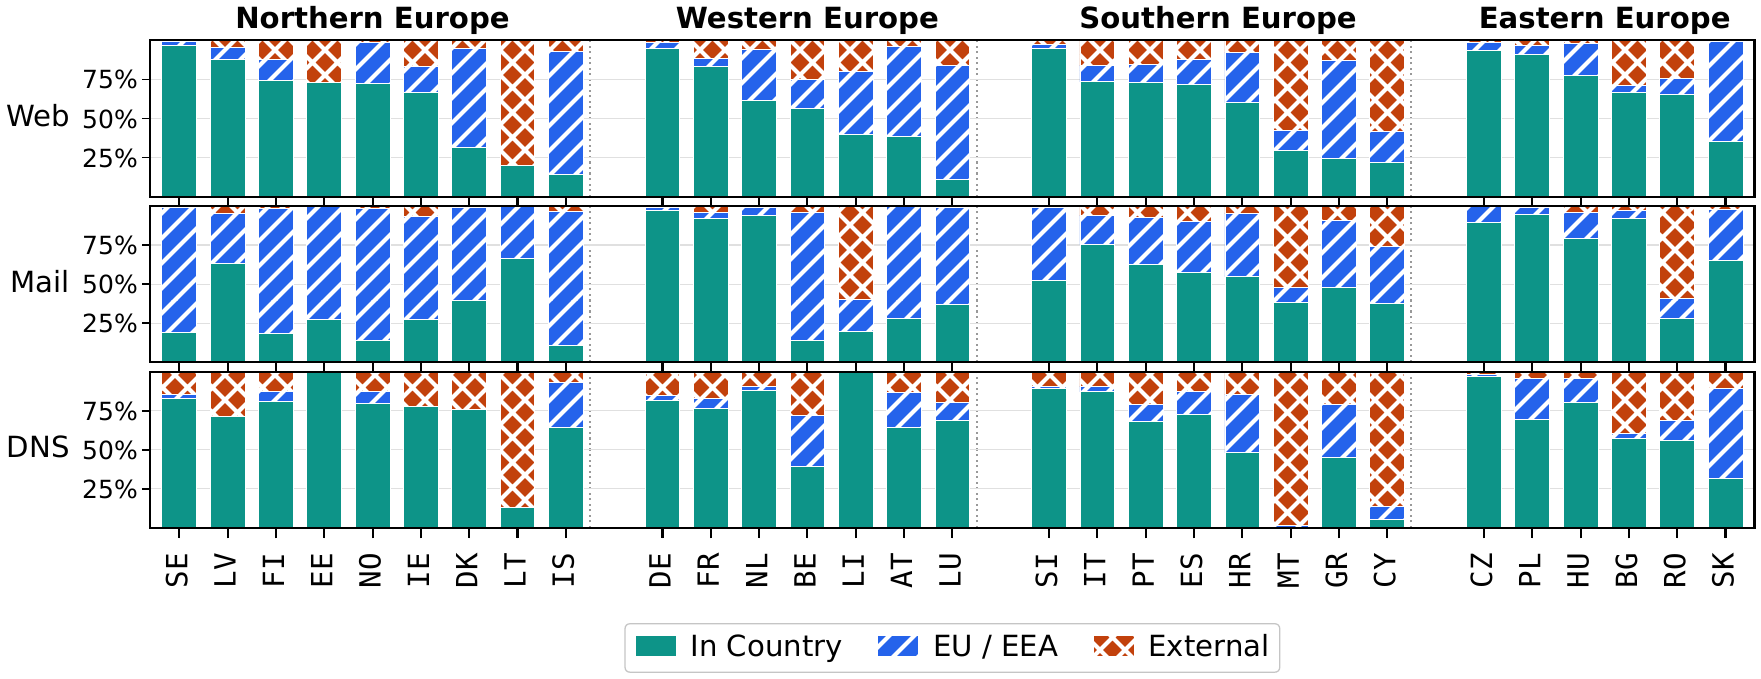 Northern Europe Western Europe Southern Europe Eastern Europe
Web
75%
50%
25%
Mail
75%
50%
25%
DNS
75%
50%
25%
SE LV FI EE NO IE DK LT IS DE FR NL BE LI AT LU SI IT PT ES HR MT GR CY CZ PL HU BG RO SK
In Country EU / EEA External